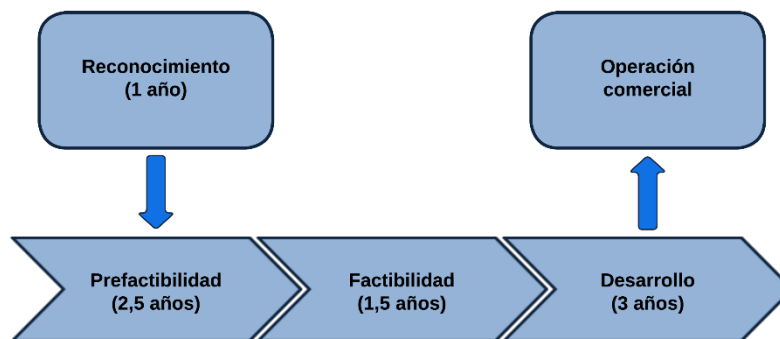 Reconocimiento
(1 año)
Prefactibilidad
(2,5 años)
Factibilidad
(1,5 años)
Desarrollo
(3 años)
Operación
comercial